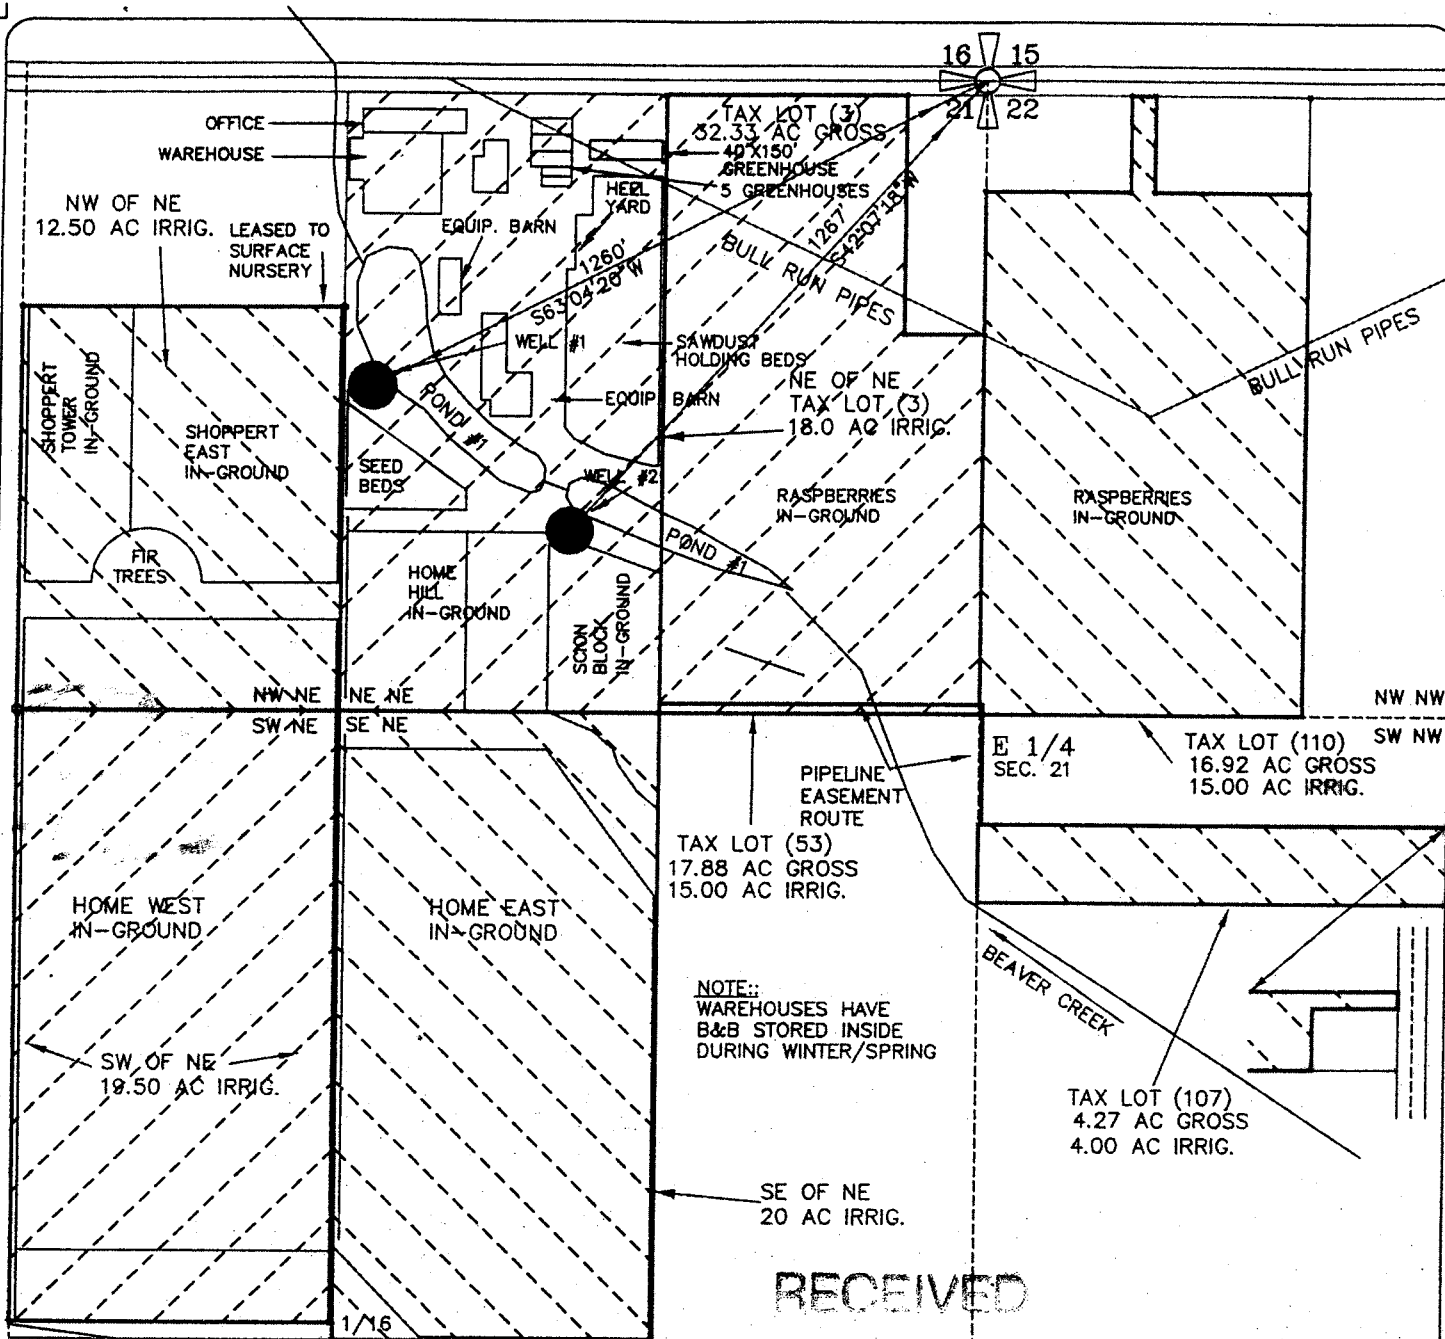 16 15
21 22
OFFICE
WAREHOUSE
TAX LOT (3)
32.33 AC GROSS
40'X150'
GREENHOUSE
5 GREENHOUSES
HEEL
YARD
NW OF NE
12.50 AC IRRIG.
LEASED TO
SURFACE
NURSERY
EQUIP. BARN
1260'
S63°04'20"W
1267'
S42°07'18"W
BULL RUN PIPES
BULL RUN PIPES
WELL #1
SAWDUST
HOLDING BEDS
EQUIP. BARN
NE OF NE
TAX LOT (3)
18.0 AC IRRIG.
SHOPPERT
TOWER
IN-GROUND
SHOPPERT
EAST
IN-GROUND
POND #1
SEED
BEDS
WELL #2
RASPBERRIES
IN-GROUND
RASPBERRIES
IN-GROUND
FIR
TREES
POND #1
HOME
HILL
IN-GROUND
SCION
BLOCK
IN-GROUND
NW NE NE NE
SW NE SE NE
NW NW
SW NW
E 1/4
SEC. 21
TAX LOT (110)
16.92 AC GROSS
15.00 AC IRRIG.
PIPELINE
EASEMENT
ROUTE
TAX LOT (53)
17.88 AC GROSS
15.00 AC IRRIG.
HOME WEST
IN-GROUND
HOME EAST
IN-GROUND
BEAVER CREEK
NOTE::
WAREHOUSES HAVE
B&B STORED INSIDE
DURING WINTER/SPRING
SW OF NE
19.50 AC IRRIG.
TAX LOT (107)
4.27 AC GROSS
4.00 AC IRRIG.
SE OF NE
20 AC IRRIG.
RECEIVED
1/16